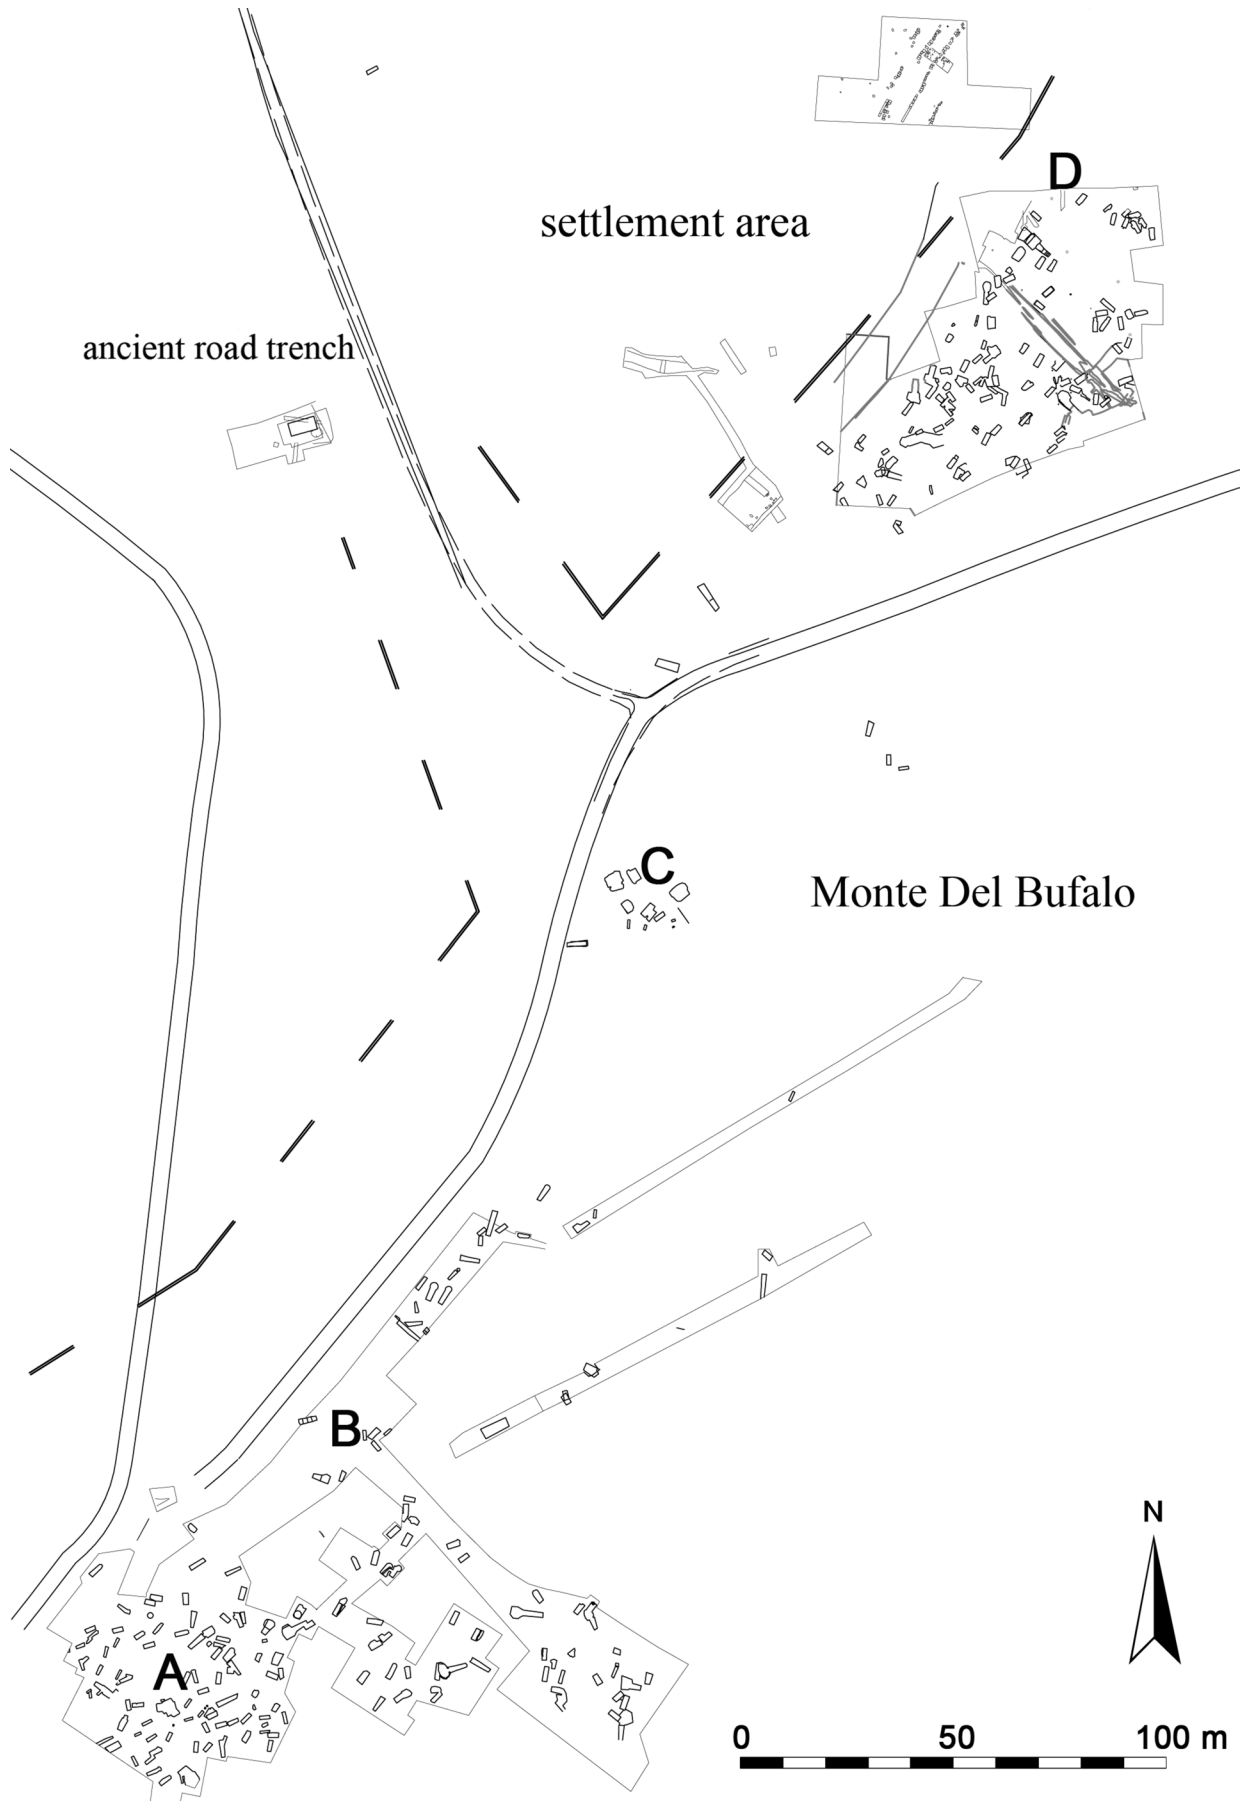 D
settlement area
ancient road trench
C
Monte Del Bufalo
B
N
A
0 50 100 m